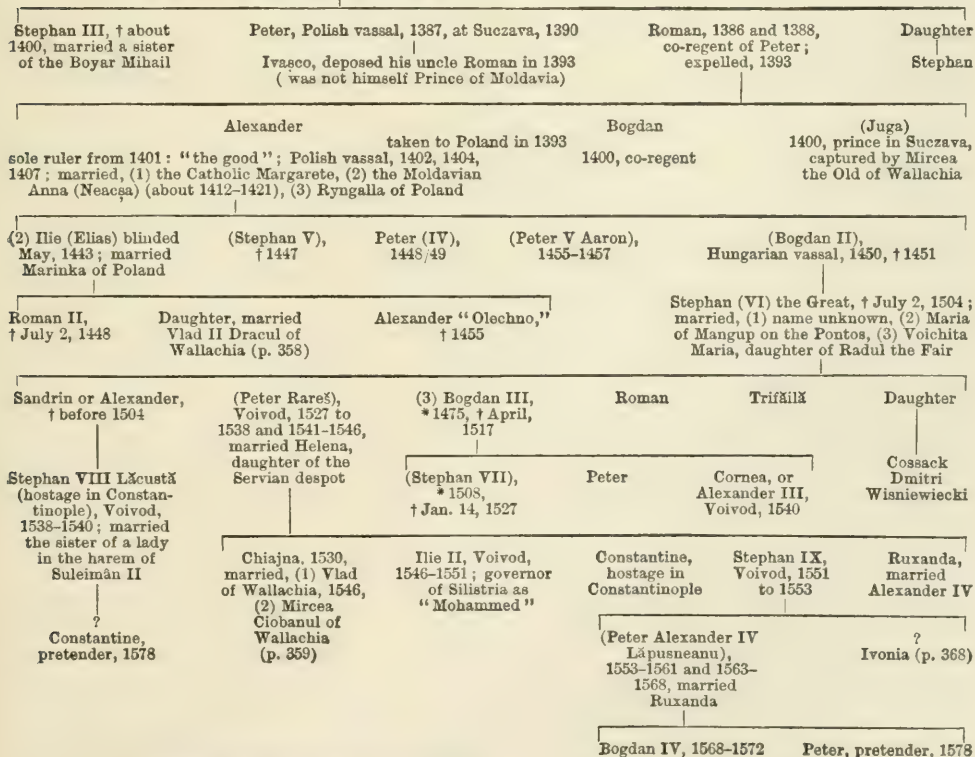 Stephan III, † about
1400, married a sister
of the Boyar Mihail
Peter, Polish vassal, 1387, at Suczava, 1390
Ivașco, deposed his uncle Roman in 1393
( was not himself Prince of Moldavia)
Roman, 1386 and 1388,
co-regent of Peter;
expelled, 1393
Daughter
Stephan
Alexander
taken to Poland in 1393
sole ruler from 1401: "the good"; Polish vassal, 1402, 1404,
1407; married, (1) the Catholic Margarete, (2) the Moldavian
Anna (Neacșa) (about 1412–1421), (3) Ryngalla of Poland
Bogdan
1400, co-regent
(Juga)
1400, prince in Suczava,
captured by Mircea
the Old of Wallachia
(2) Ilie (Elias) blinded
May, 1443; married
Marinka of Poland
(Stephan V),
† 1447
Peter (IV),
1448/49
(Peter V Aaron),
1455–1457
(Bogdan II),
Hungarian vassal, 1450, † 1451
Roman II,
† July 2, 1448
Daughter, married
Vlad II Dracul of
Wallachia (p. 358)
Alexander "Olechno,"
† 1455
Stephan (VI) the Great, † July 2, 1504;
married, (1) name unknown, (2) Maria
of Mangup on the Pontos, (3) Voichita
Maria, daughter of Radul the Fair
Sandrin or Alexander,
† before 1504
(Peter Rareš),
Voivod, 1527 to
1538 and 1541–1546,
married Helena,
daughter of the
Servian despot
(3) Bogdan III,
* 1475, † April,
1517
Roman
Trifăilă
Daughter
Stephan VIII Lăcustă
(hostage in Constan-
tinople), Voivod,
1538–1540; married
the sister of a lady
in the harem of
Suleimân II
(Stephan VII),
* 1508,
† Jan. 14, 1527
Peter
Cornea, or
Alexander III,
Voivod, 1540
Cossack
Dmitri
Wisniewiecki
?
Constantine,
pretender, 1578
Chiajna, 1530,
married, (1) Vlad
of Wallachia, 1546,
(2) Mircea
Ciobanul of
Wallachia
(p. 359)
Ilie II, Voivod,
1546–1551; governor
of Silistria as
"Mohammed"
Constantine,
hostage in
Constantinople
Stephan IX,
Voivod, 1551
to 1553
Ruxanda,
married
Alexander IV
(Peter Alexander IV
Lăpusneanu),
1553–1561 and 1563–
1568, married
Ruxanda
?
Ivonia (p. 368)
Bogdan IV, 1568–1572
Peter, pretender, 1578